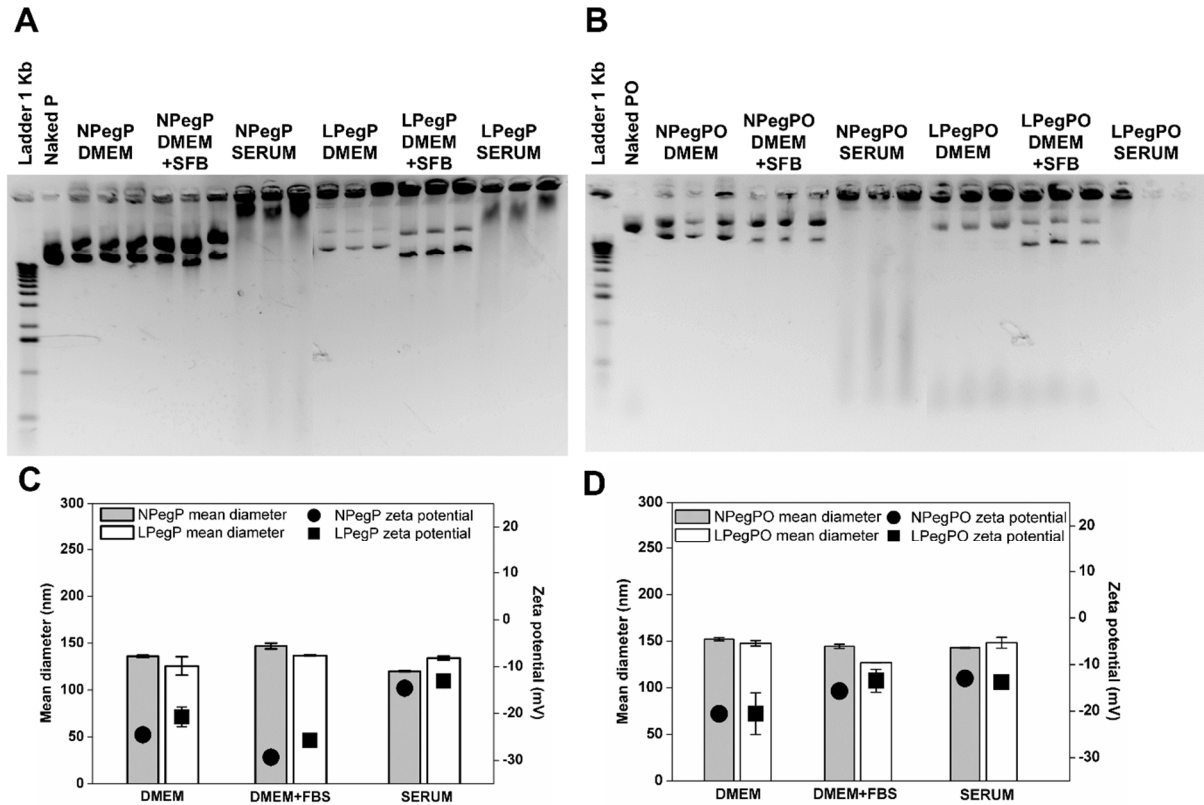 A
Ladder 1 Kb
Naked P
NPegP
DMEM
NPegP
DMEM
+SFB
NPegP
SERUM
LPegP
DMEM
LPegP
DMEM
+SFB
LPegP
SERUM
B
Ladder 1 Kb
Naked PO
NPegPO
DMEM
NPegPO
DMEM
+SFB
NPegPO
SERUM
LPegPO
DMEM
LPegPO
DMEM
+SFB
LPegPO
SERUM
C
NPegP mean diameter
NPegP zeta potential
LPegP mean diameter
LPegP zeta potential
Mean diameter (nm)
300
250
200
150
100
50
0
Zeta potential (mV)
20
10
0
-10
-20
-30
DMEM
DMEM+FBS
SERUM
D
NPegPO mean diameter
NPegPO zeta potential
LPegPO mean diameter
LPegPO zeta potential
Mean diameter (nm)
300
250
200
150
100
50
0
Zeta potential (mV)
20
10
0
-10
-20
-30
DMEM
DMEM+FBS
SERUM